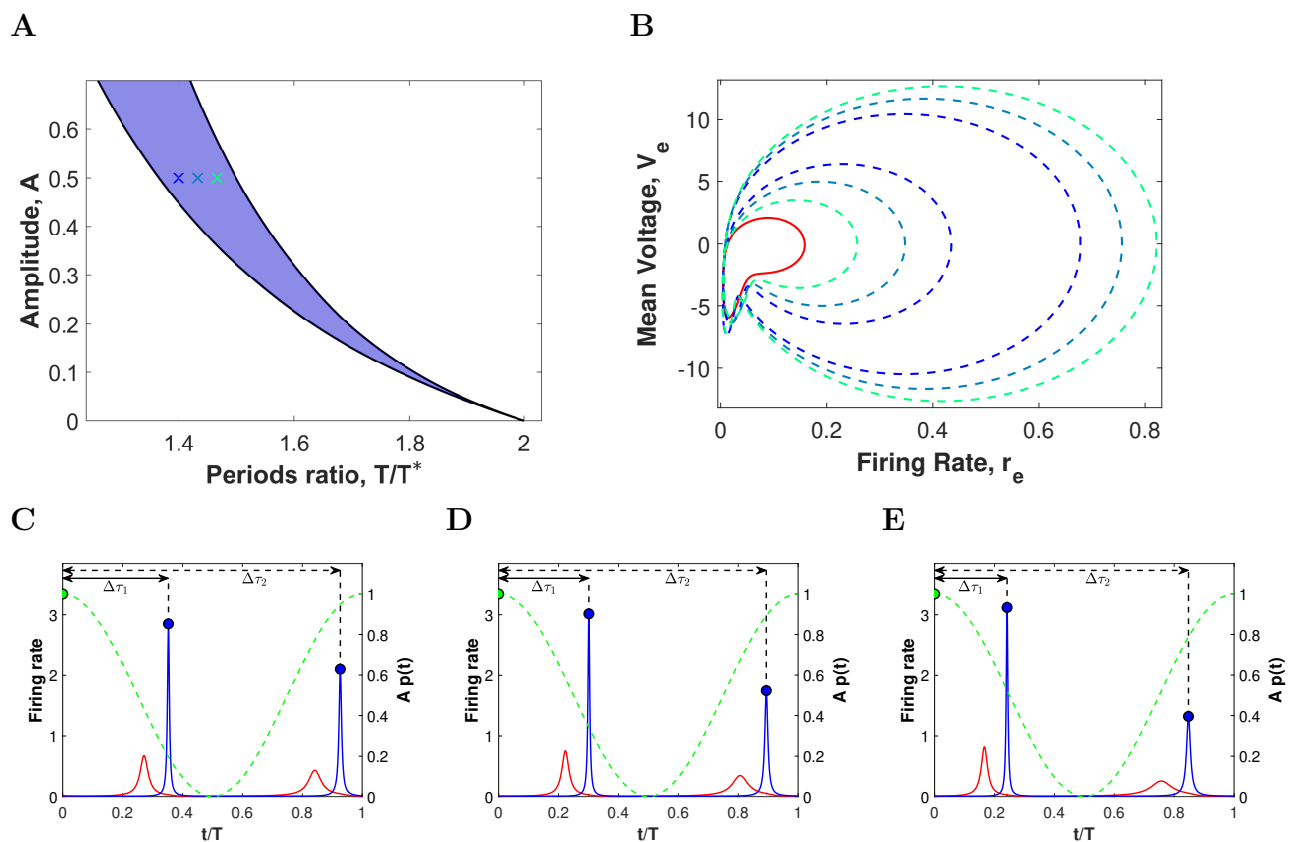 A
B
0.6
0.5
0.4
0.3
0.2
0.1
0
1.4
1.6
1.8
2
Amplitude, A
Periods ratio, T/T*
10
5
0
-5
-10
0
0.2
0.4
0.6
0.8
Mean Voltage, V_e
Firing Rate, r_e
C
D
E
Δτ1
Δτ2
3
2
1
0
Firing rate
1
0.8
0.6
0.4
0.2
0
A p(t)
0
0.2
0.4
0.6
0.8
1
t/T
Δτ1
Δτ2
3
2
1
0
Firing rate
1
0.8
0.6
0.4
0.2
0
A p(t)
0
0.2
0.4
0.6
0.8
1
t/T
Δτ1
Δτ2
3
2
1
0
Firing rate
1
0.8
0.6
0.4
0.2
0
A p(t)
0
0.2
0.4
0.6
0.8
1
t/T